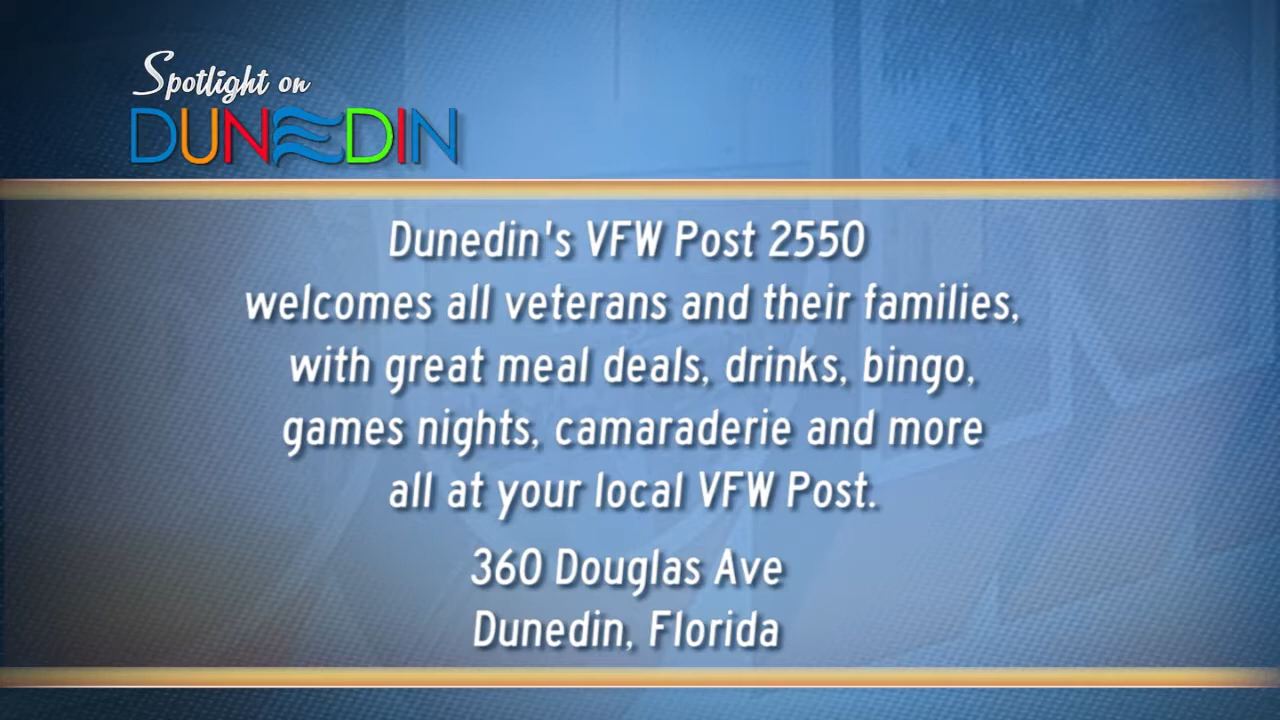 Spotlight on
DUNEDIN
Dunedin's VFW Post 2550
welcomes all veterans and their families,
with great meal deals, drinks, bingo,
games nights, camaraderie and more
all at your local VFW Post.
360 Douglas Ave
Dunedin, Florida